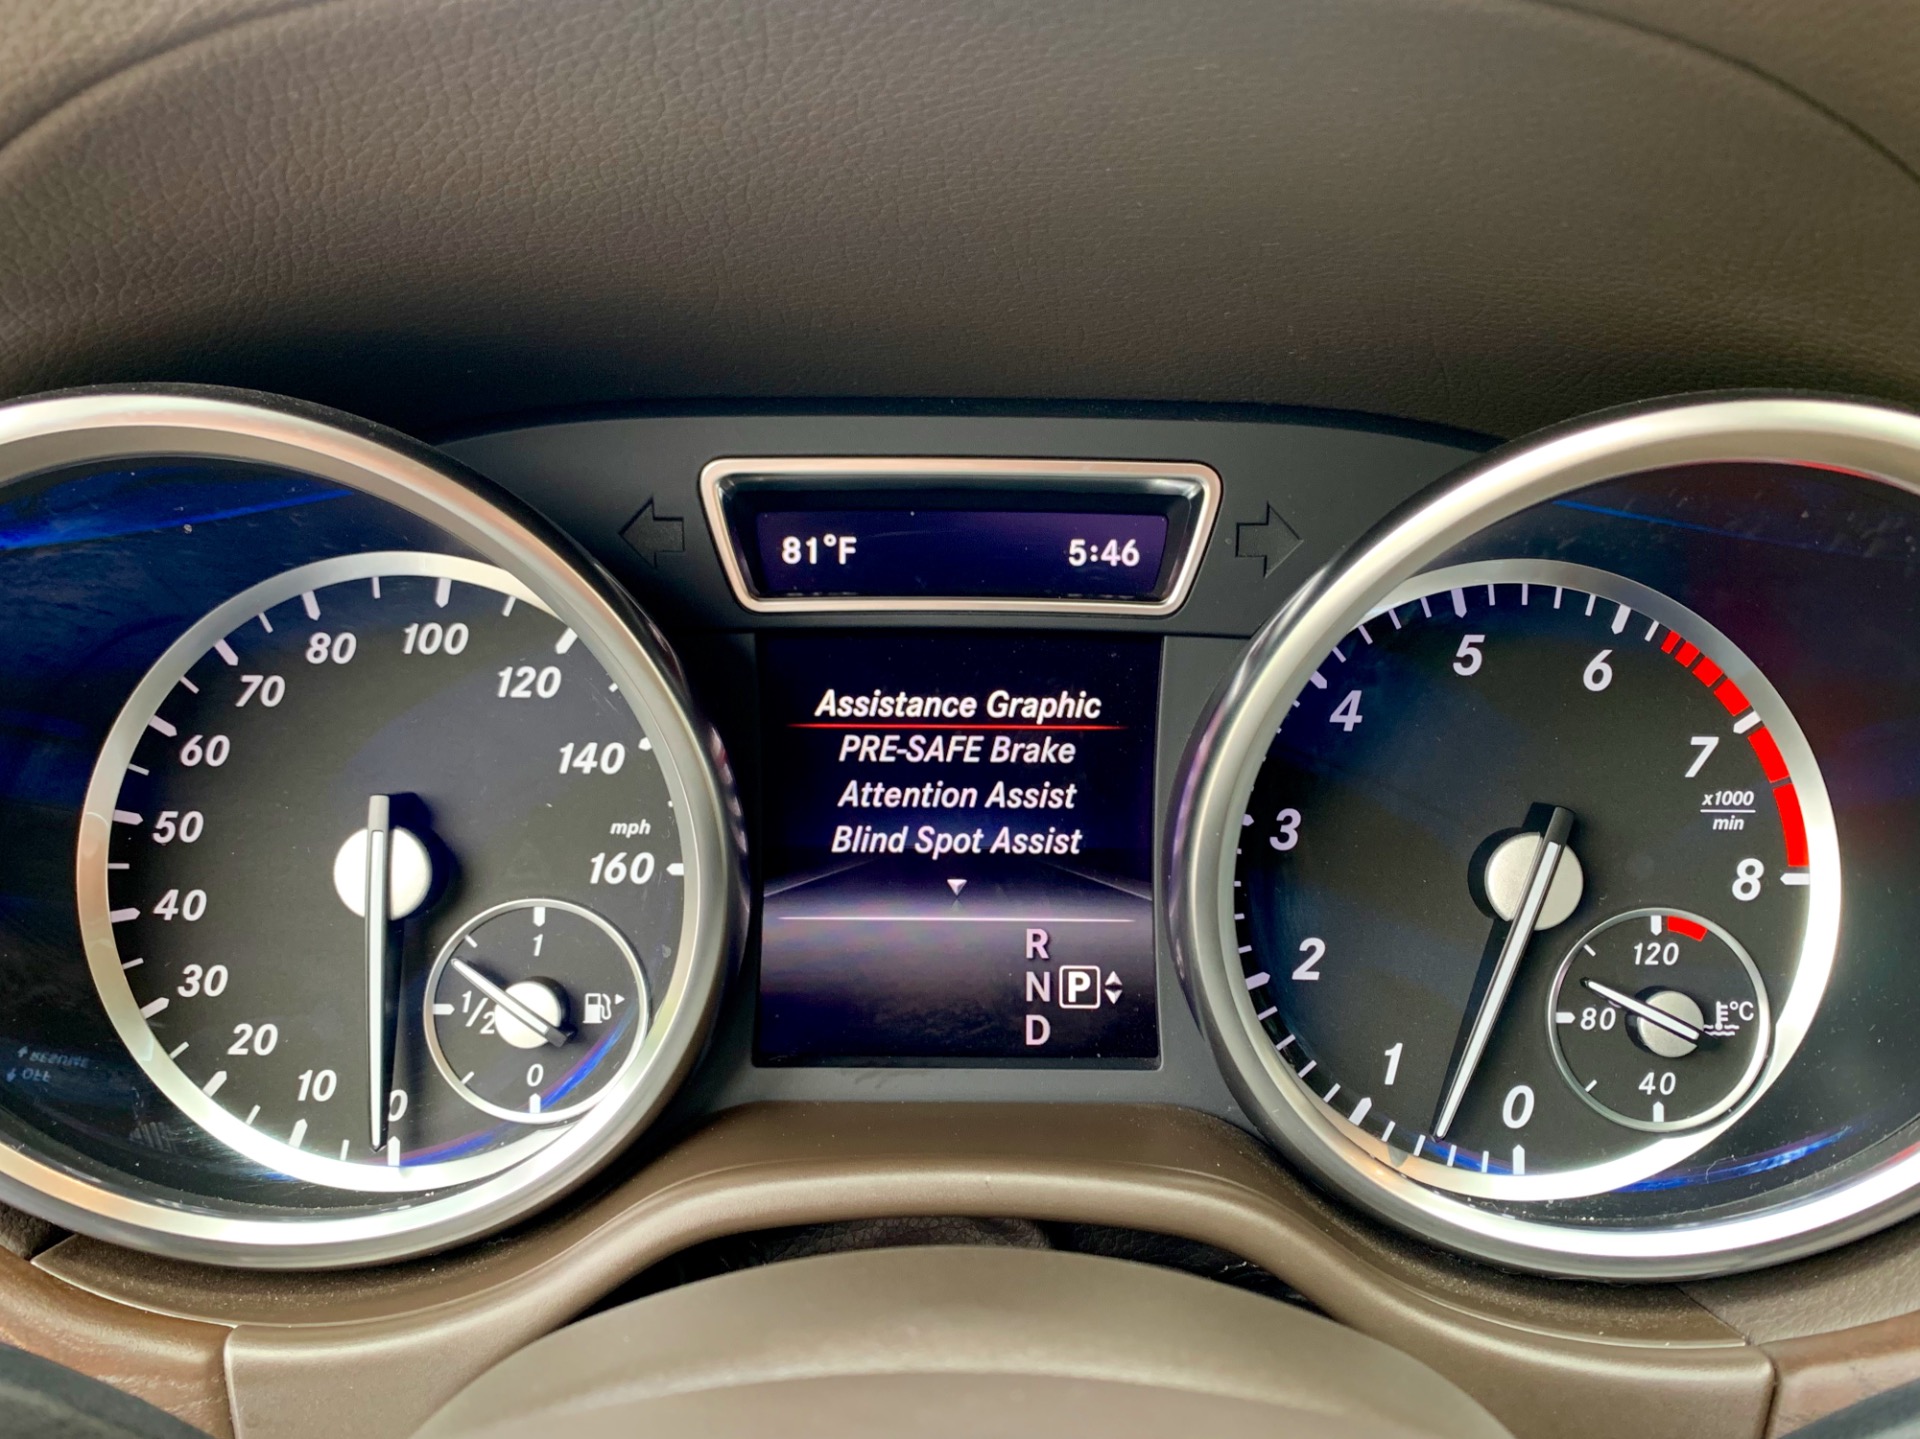 81°F 5:46
Assistance Graphic
PRE-SAFE Brake
Attention Assist
Blind Spot Assist
R
N P
D
0
10
20
30
40
50
60
70
80
100
120
140
mph
160
1
1/2
0
0
1
2
3
4
5
6
7
x1000
min
8
120
80 °C
40